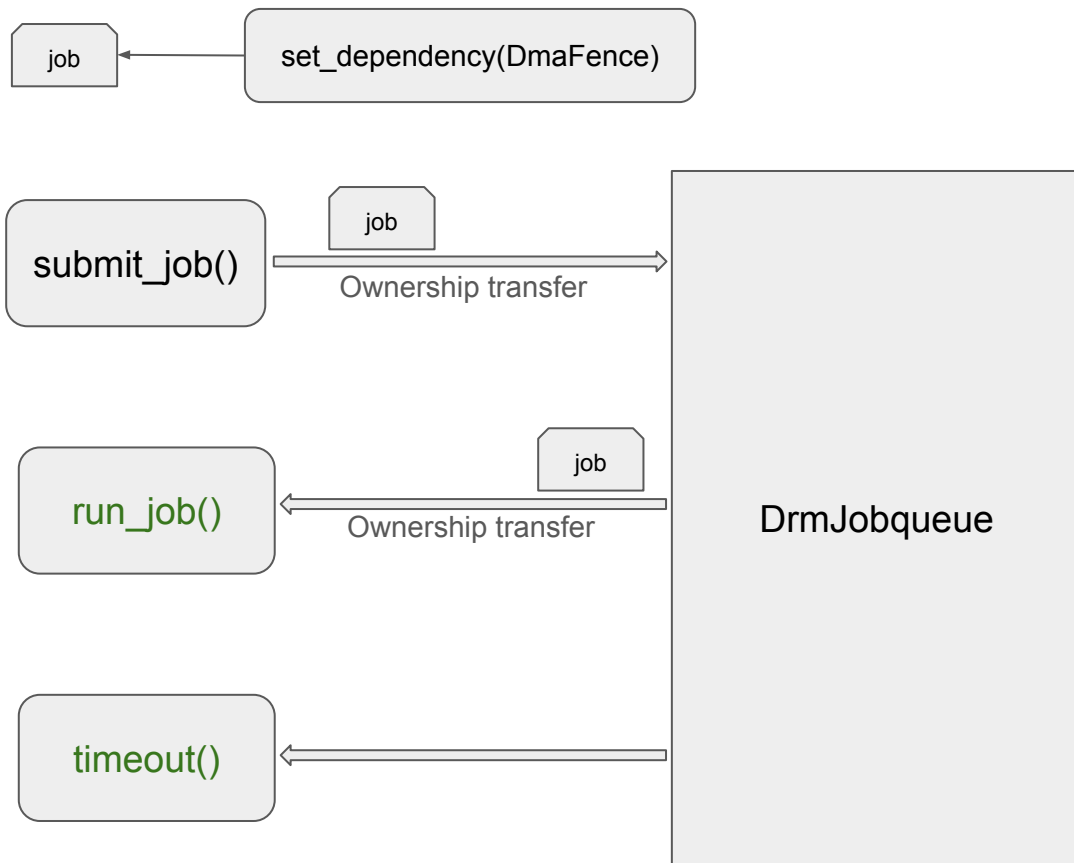 job
set_dependency(DmaFence)
job
submit_job()
Ownership transfer
job
run_job()
Ownership transfer
DrmJobqueue
timeout()